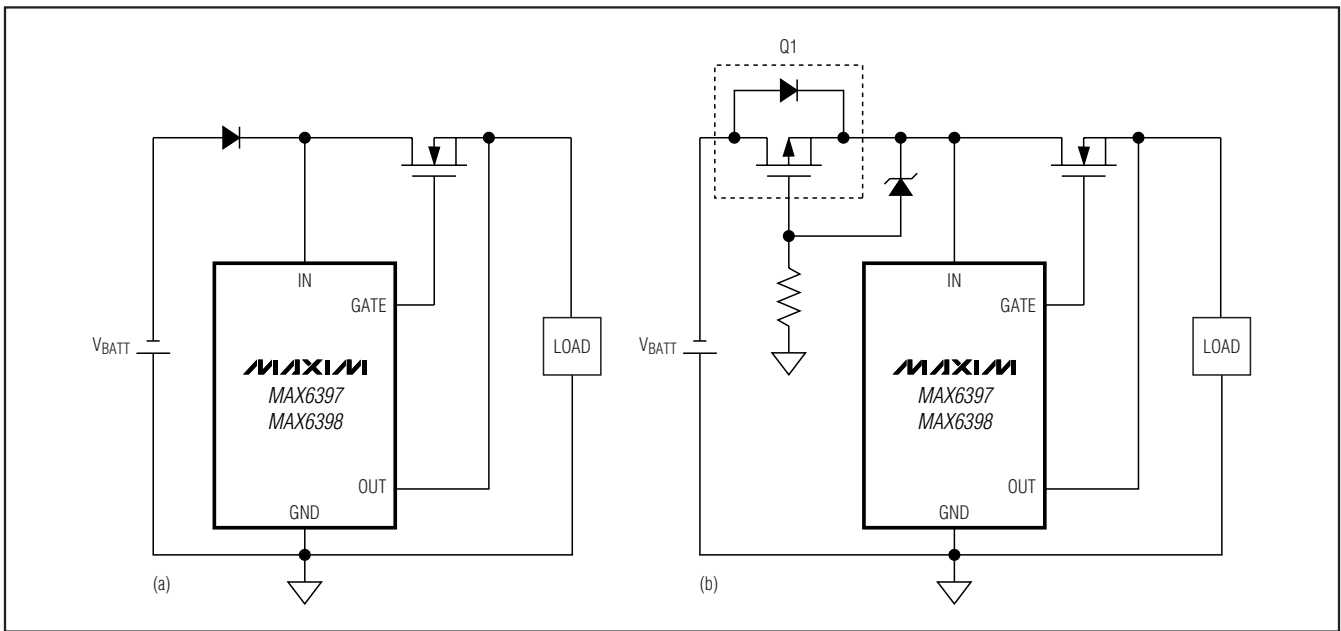 V_BATT
IN
GATE
MAXIM
MAX6397
MAX6398
OUT
GND
LOAD
(a)
Q1
V_BATT
IN
GATE
MAXIM
MAX6397
MAX6398
OUT
GND
LOAD
(b)